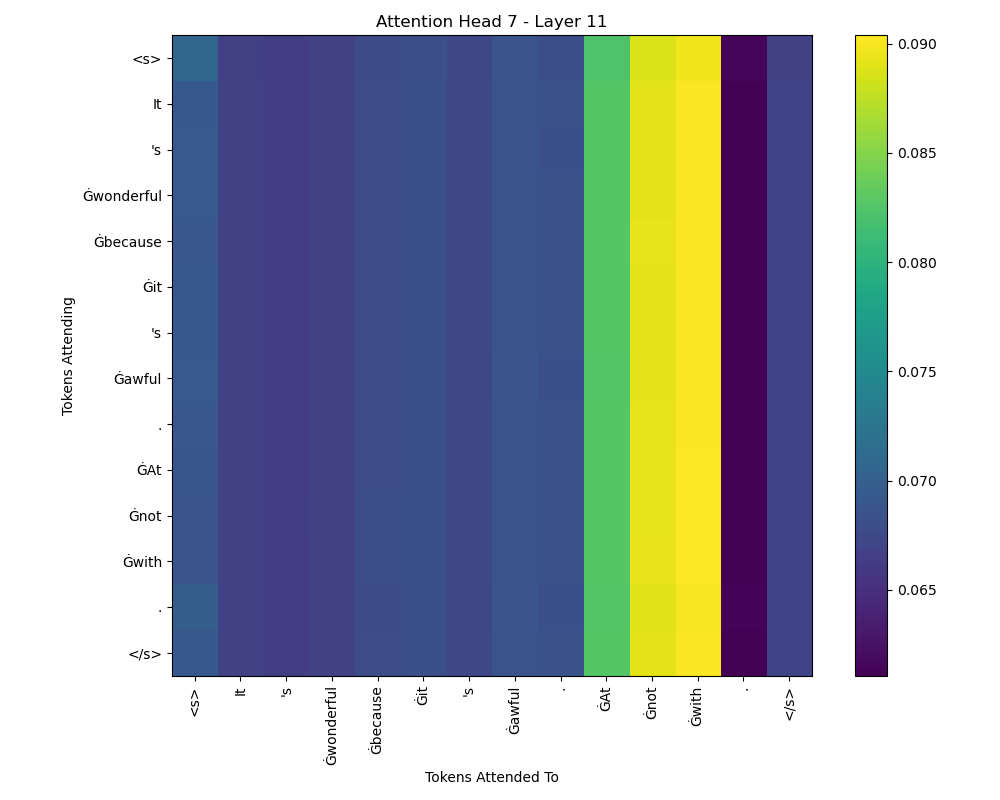 Attention Head 7 - Layer 11
Tokens Attending
<s>
It
's
Ġwonderful
Ġbecause
Ġit
's
Ġawful
.
ĠAt
Ġnot
Ġwith
.
</s>
<s>
It
's
Ġwonderful
Ġbecause
Ġit
's
Ġawful
.
ĠAt
Ġnot
Ġwith
.
</s>
Tokens Attended To
0.090
0.085
0.080
0.075
0.070
0.065